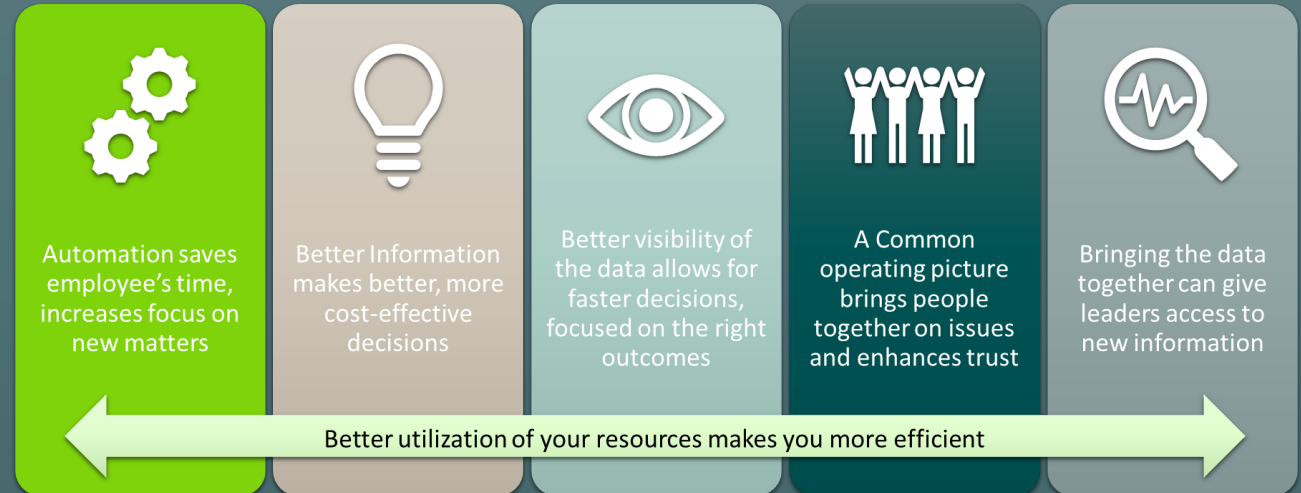 Automation saves
employee’s time,
increases focus on
new matters
Better Information
makes better, more
cost-effective
decisions
Better visibility of
the data allows for
faster decisions,
focused on the right
outcomes
A Common
operating picture
brings people
together on issues
and enhances trust
Bringing the data
together can give
leaders access to
new information
Better utilization of your resources makes you more efficient